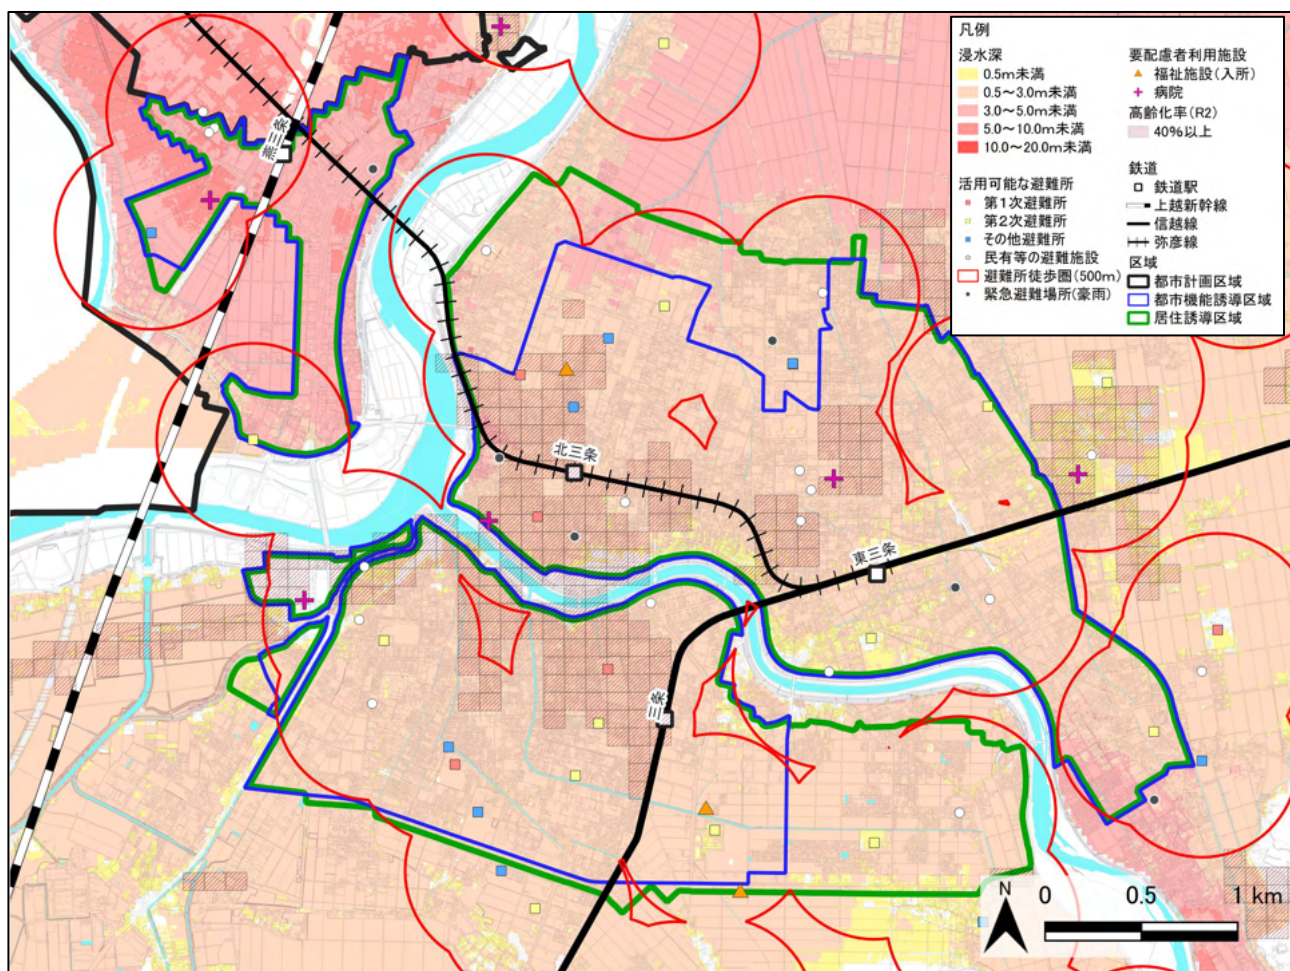 凡例
浸水深
0.5m未満
0.5～3.0m未満
3.0～5.0m未満
5.0～10.0m未満
10.0～20.0m未満
活用可能な避難所
第1次避難所
第2次避難所
その他避難所
民有等の避難施設
避難所徒歩圏(500m)
緊急避難場所(豪雨)
要配慮者利用施設
福祉施設(入所)
病院
高齢化率(R2)
40%以上
鉄道
鉄道駅
上越新幹線
信越線
弥彦線
区域
都市計画区域
都市機能誘導区域
居住誘導区域
燕三条
北三条
東三条
三条
N
0 0.5 1 km